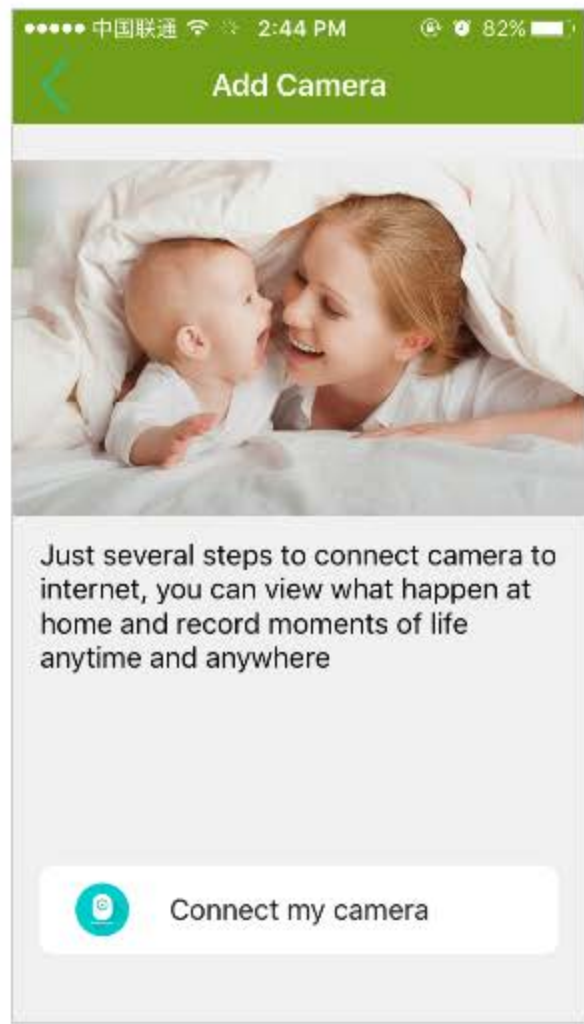 中国联通 2:44 PM 82%
Add Camera
Just several steps to connect camera to
internet, you can view what happen at
home and record moments of life
anytime and anywhere
Connect my camera